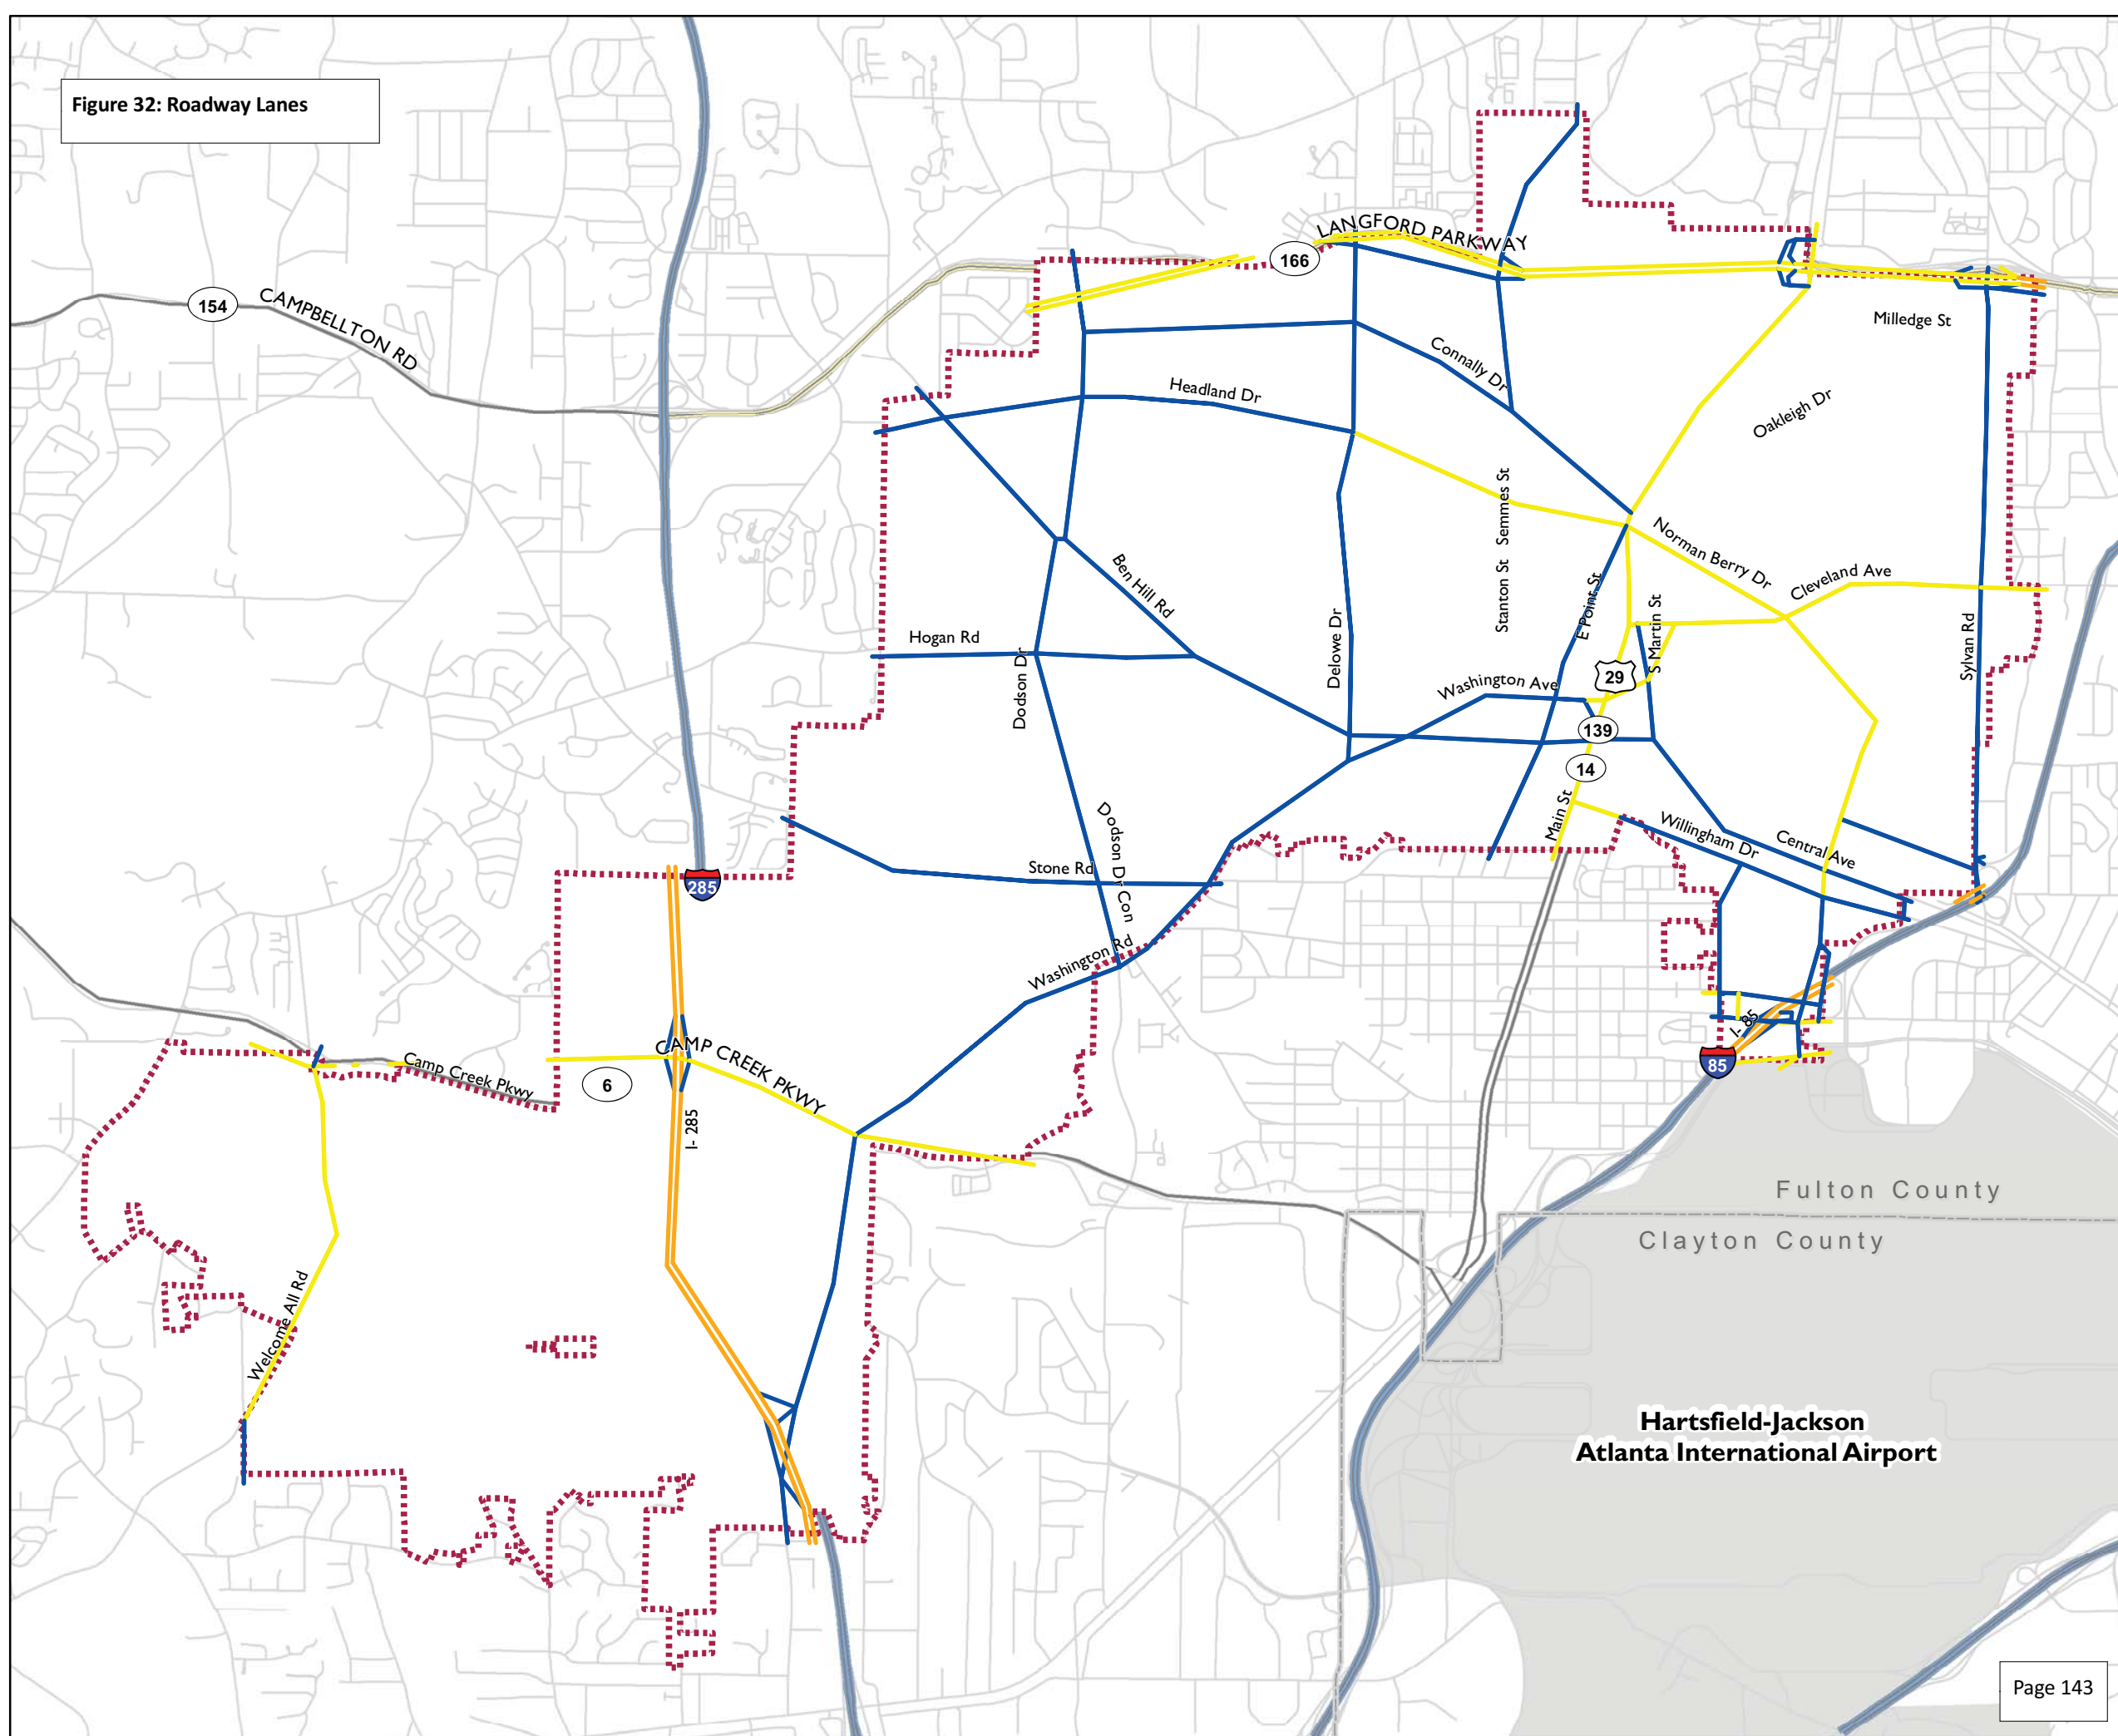 Figure 32: Roadway Lanes
LANGFORD PARKWAY
166
154
CAMPBELLTON RD
Milledge St
Connally Dr
Headland Dr
Oakleigh Dr
Semmes St
Norman Berry Dr
Cleveland Ave
Ben Hill Rd
Stanton St
E Point St
S Martin St
Hogan Rd
Delowe Dr
Sylvan Rd
Dodson Dr
29
Washington Ave
139
14
Main St
Dodson Dr Con
Willingham Dr
Central Ave
Stone Rd
285
Washington Rd
I- 85
85
CAMP CREEK PKWY
Camp Creek Pkwy
6
I- 285
Fulton County
Clayton County
Welcome All Rd
Hartsfield-Jackson
Atlanta International Airport
Page 143